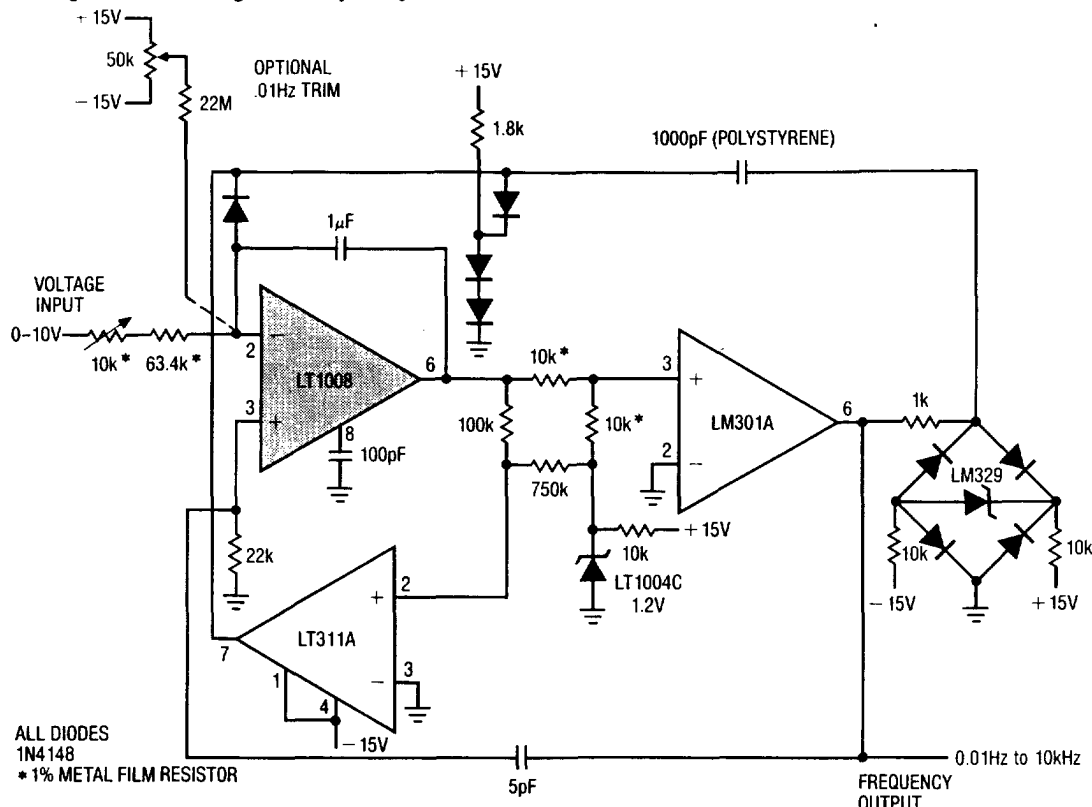 + 15V
50k
− 15V
22M
OPTIONAL
.01Hz TRIM
+ 15V
1.8k
1000pF (POLYSTYRENE)
1µF
VOLTAGE
INPUT
0–10V
10k*
63.4k*
2
−
3
+
LT1008
6
8
100pF
10k*
100k
10k*
750k
3
+
2
−
LM301A
6
1k
LM329
10k
− 15V
10k
+ 15V
10k
+ 15V
LT1004C
1.2V
22k
2
+
LT311A
7
−
3
1
4
− 15V
ALL DIODES
1N4148
* 1% METAL FILM RESISTOR
5pF
0.01Hz to 10kHz
FREQUENCY
OUTPUT